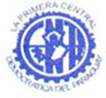 LA PRIMERA CENTRAL
DEMOCRATICA DEL PARAGUAY